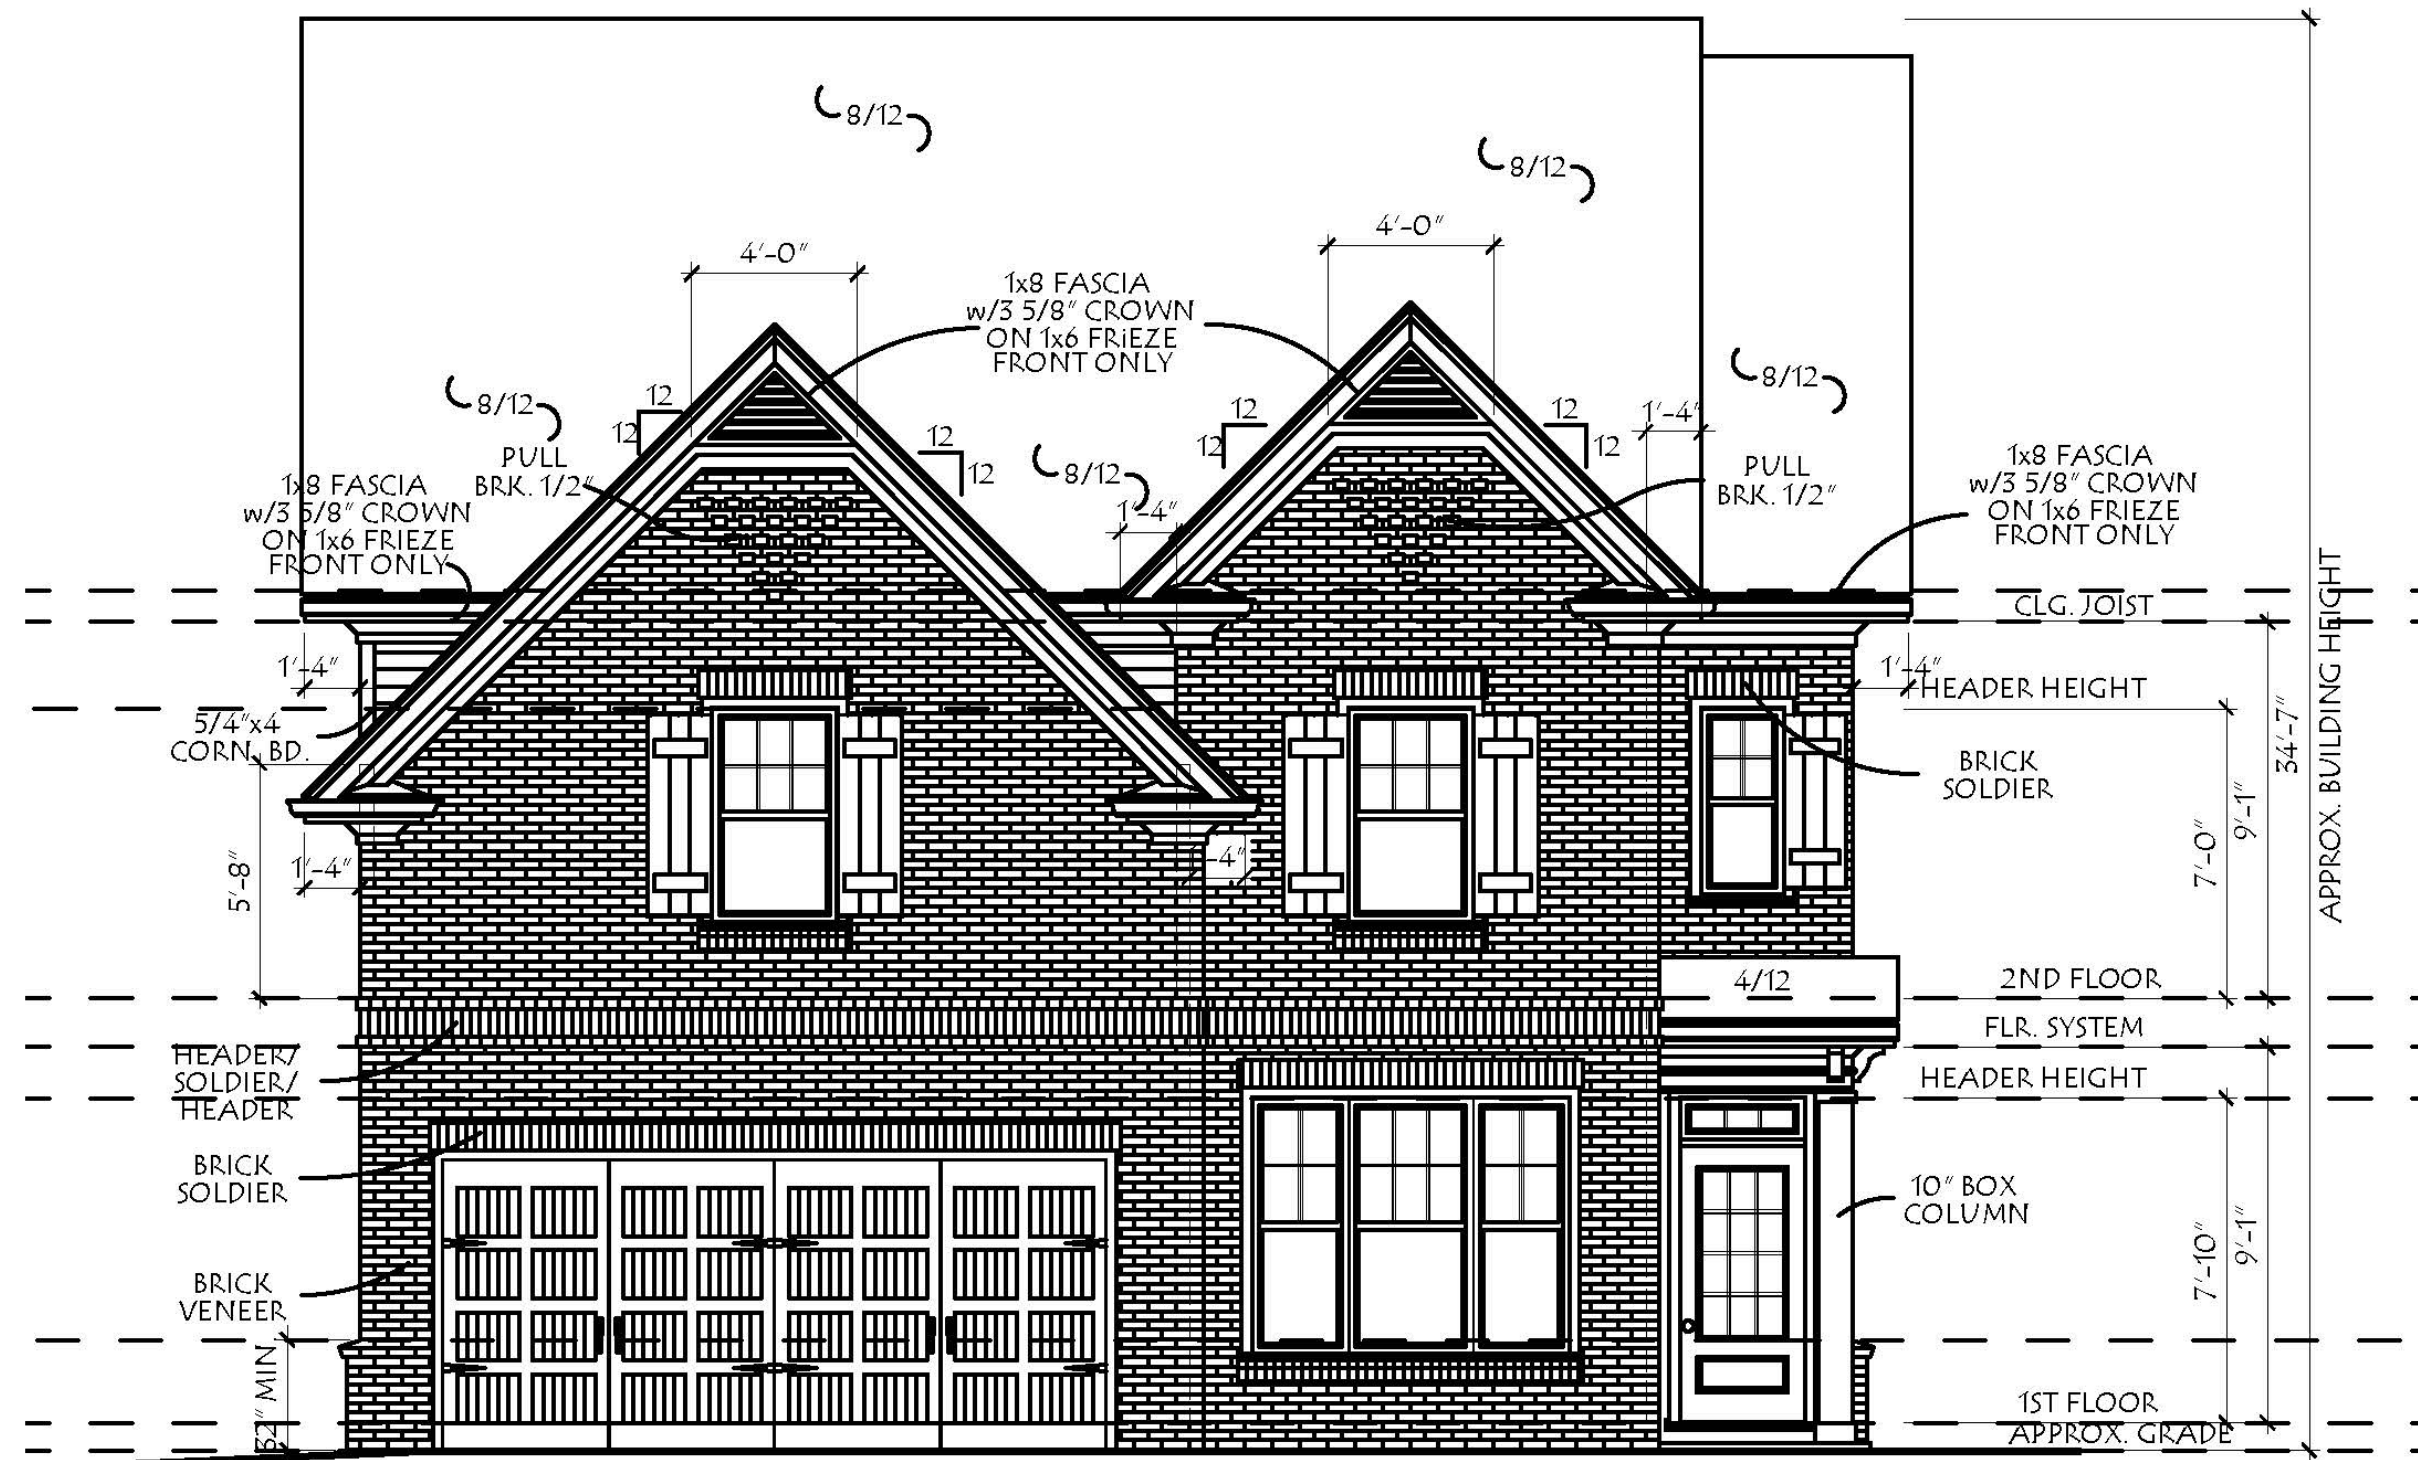 8/12
8/12
4'-0"
4'-0"
1x8 FASCIA
w/3 5/8" CROWN
ON 1x6 FRiEZE
FRONT ONLY
8/12
8/12
12
12
12
12
12
12
12
12
1'-4"
PULL
BRK. 1/2"
8/12
PULL
BRK. 1/2"
1x8 FASCIA
w/3 5/8" CROWN
ON 1x6 FRIEZE
FRONT ONLY
1x8 FASCIA
w/3 5/8" CROWN
ON 1x6 FRIEZE
FRONT ONLY
1'-4"
CLG. JOIST
1'-4"
1'-4"
HEADER HEIGHT
5/4"x4
CORN. BD.
BRICK
SOLDIER
34'-7"
APPROX. BUILDING HEIGHT
9'-1"
7'-0"
5'-8"
1'-4"
-4"
4/12
2ND FLOOR
FLR. SYSTEM
HEADER/
SOLDIER/
HEADER
HEADER HEIGHT
BRICK
SOLDIER
10" BOX
COLUMN
7'-10"
9'-1"
BRICK
VENEER
32" MIN
1ST FLOOR
APPROX. GRADE